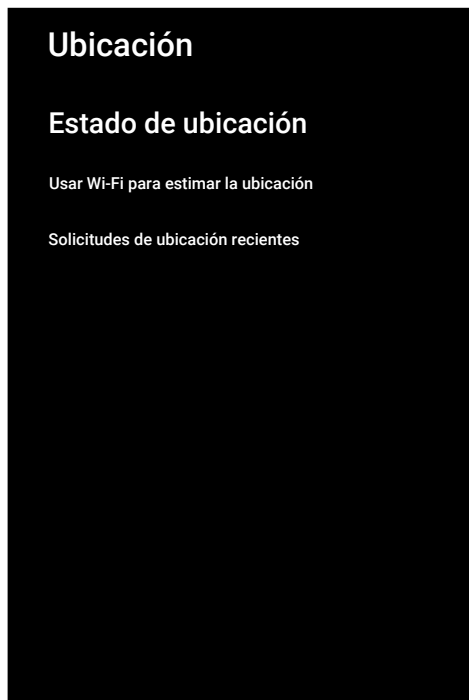 Ubicación
Estado de ubicación
Usar Wi-Fi para estimar la ubicación
Solicitudes de ubicación recientes